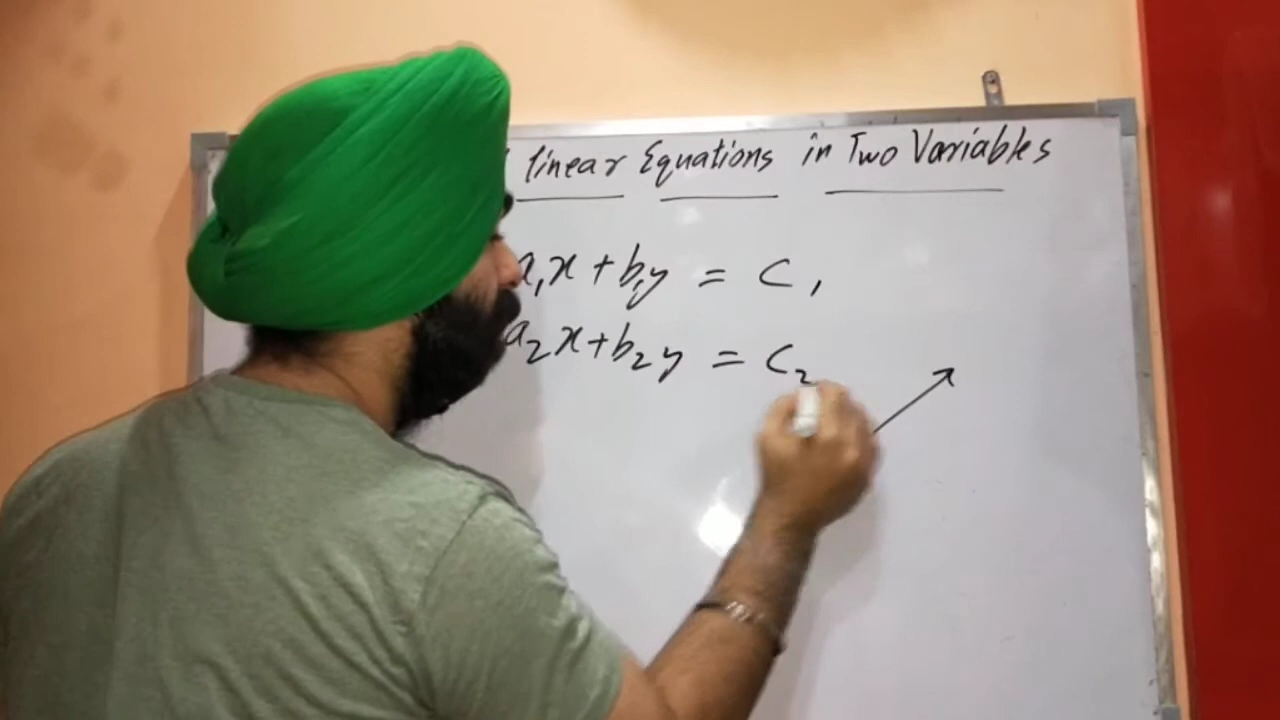 linear Equations in Two Variables
a₁x + b₁y = c₁
a₂x + b₂y = c₂